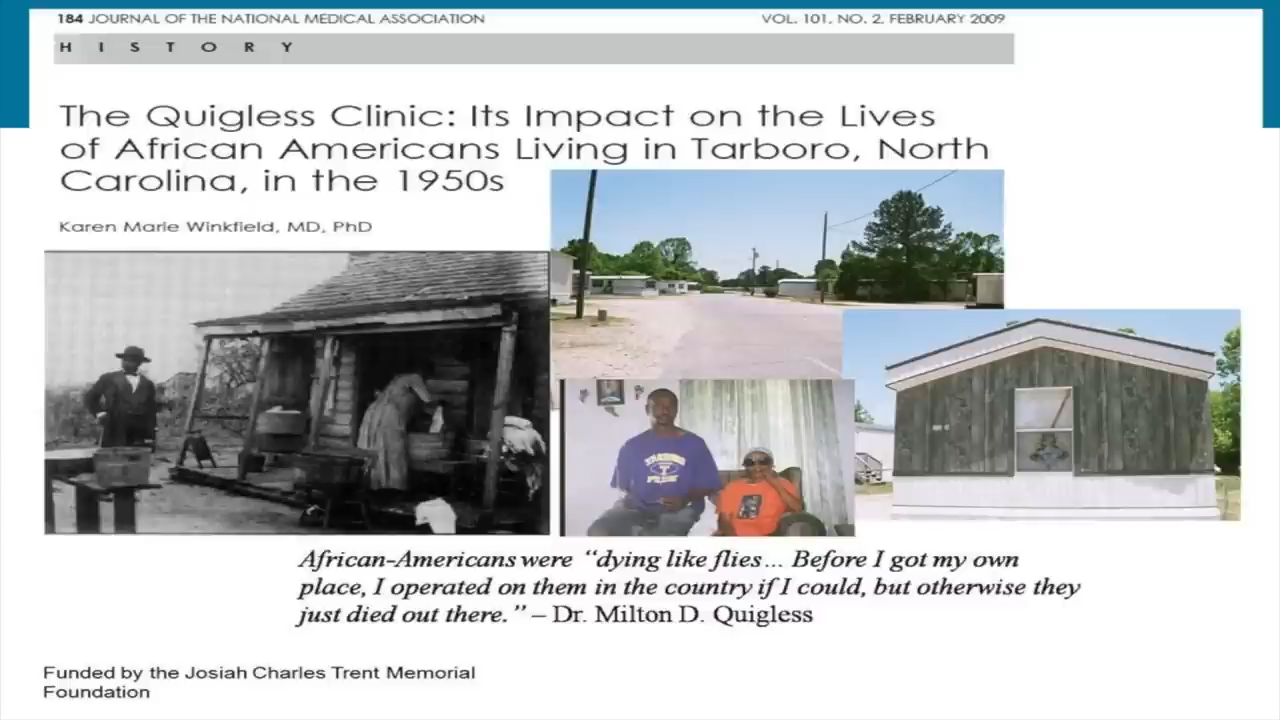 184 JOURNAL OF THE NATIONAL MEDICAL ASSOCIATION VOL. 101, NO. 2, FEBRUARY 2009
HISTORY
The Quigless Clinic: Its Impact on the Lives
of African Americans Living in Tarboro, North
Carolina, in the 1950s
Karen Marie Winkfield, MD, PhD
African-Americans were “dying like flies... Before I got my own
place, I operated on them in the country if I could, but otherwise they
just died out there.” – Dr. Milton D. Quigless
Funded by the Josiah Charles Trent Memorial
Foundation